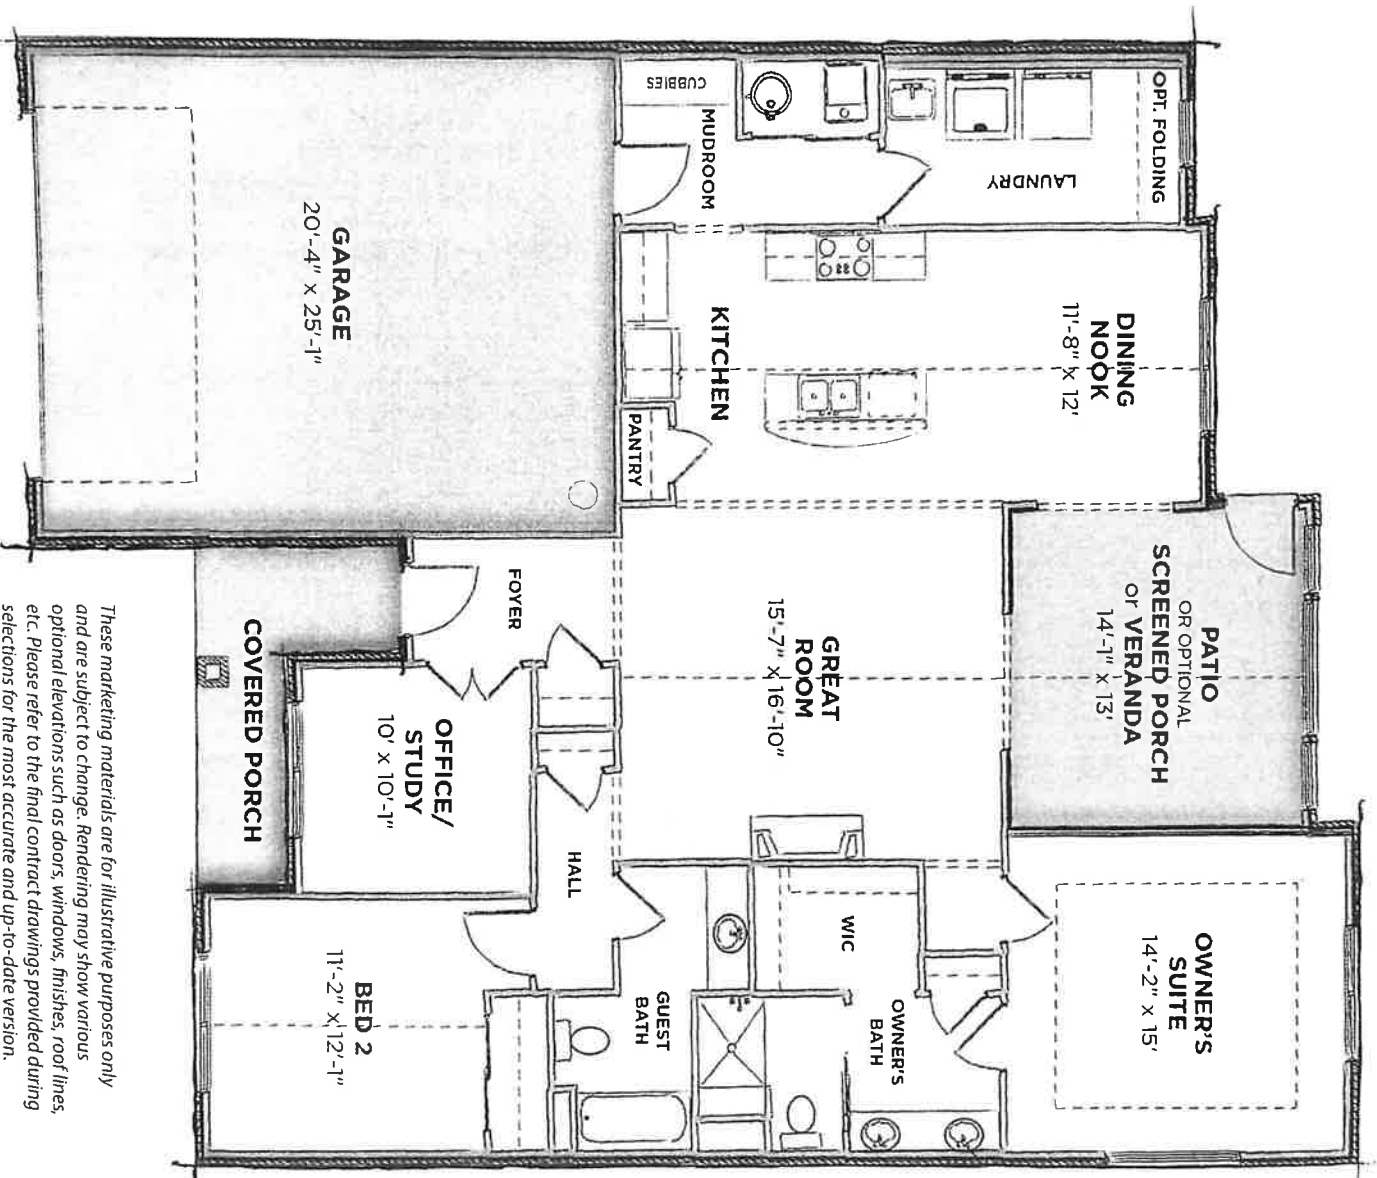 OWNER'S
SUITE
14'-2" x 15'
PATIO
OR OPTIONAL
SCREENED PORCH
or VERANDA
14'-1" x 13'
OPT. FOLDING
LAUNDRY
DINING
NOOK
11'-8" x 12'
GREAT
ROOM
15'-7" x 16'-10"
OWNER'S
BATH
WIC
CUBBIES
MUDROOM
KITCHEN
PANTRY
GUEST
BATH
HALL
FOYER
OFFICE/
STUDY
10' x 10'-1"
BED 2
11'-2" x 12'-1"
GARAGE
20'-4" x 25'-1"
COVERED PORCH
These marketing materials are for illustrative purposes only
and are subject to change. Rendering may show various
optional elevations such as doors, windows, finishes, roof lines,
etc. Please refer to the final contract drawings provided during
selections for the most accurate and up-to-date version.